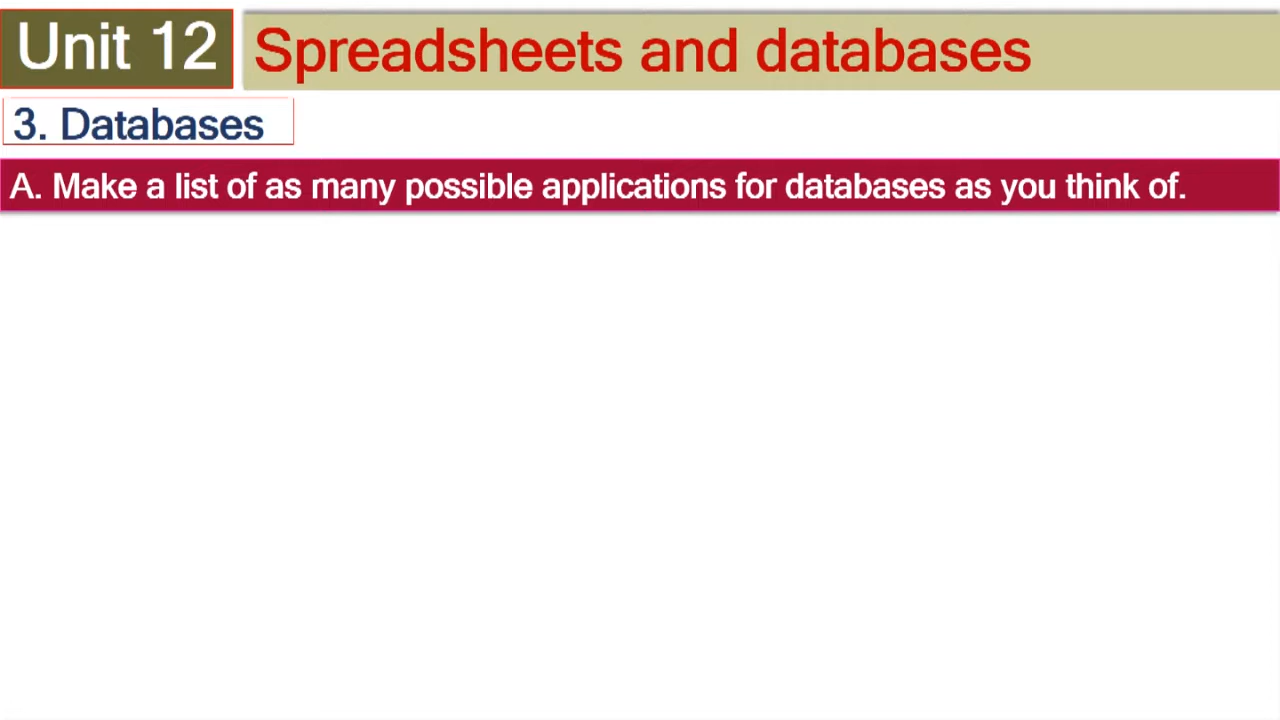 Unit 12
Spreadsheets and databases
3. Databases
A. Make a list of as many possible applications for databases as you think of.